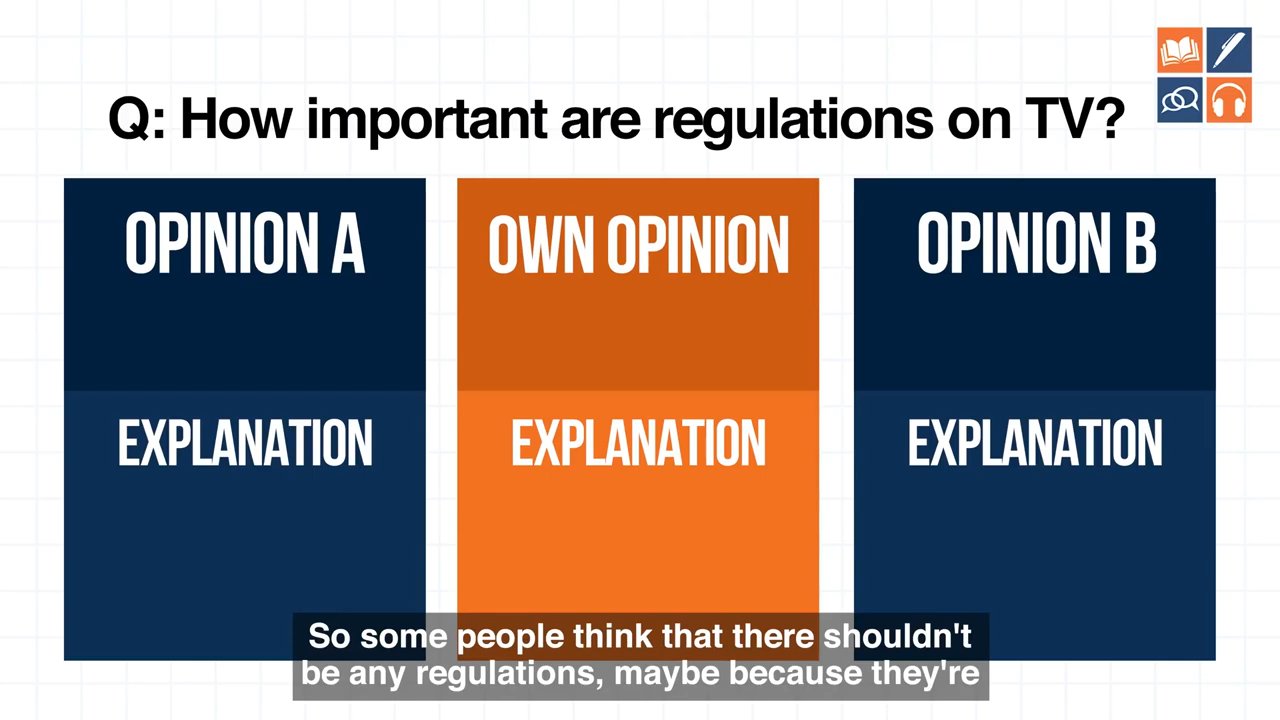 Q: How important are regulations on TV?
OPINION A
EXPLANATION
OWN OPINION
EXPLANATION
OPINION B
EXPLANATION
So some people think that there shouldn't
be any regulations, maybe because they're